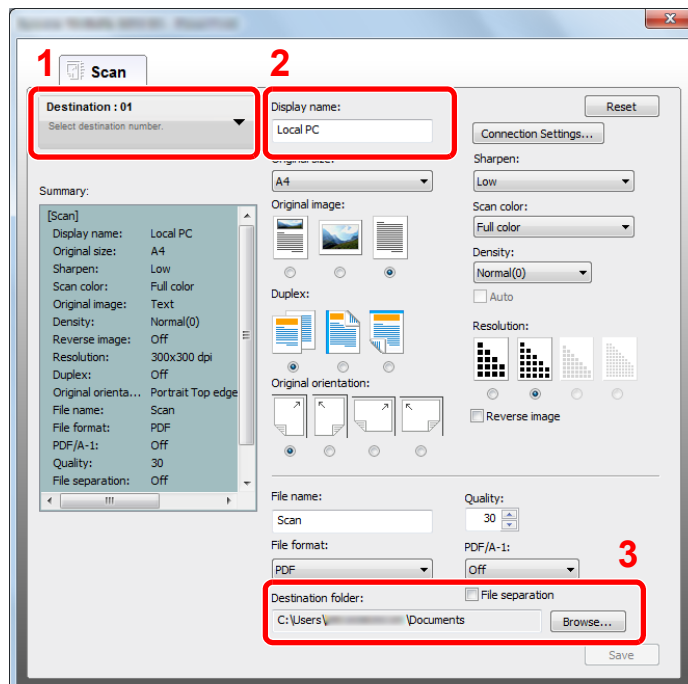 1
Scan
2
Destination : 01
Select destination number.
Display name:
Local PC
Reset
Connection Settings...
Original size:
A4
Sharpen:
Low
Summary:
[Scan]
Display name: Local PC
Original size: A4
Sharpen: Low
Scan color: Full color
Original image: Text
Density: Normal(0)
Reverse image: Off
Resolution: 300x300 dpi
Duplex: Off
Original orienta... Portrait Top edge
File name: Scan
File format: PDF
PDF/A-1: Off
Quality: 30
File separation: Off
Original image:
Scan color:
Full color
Density:
Normal(0)
Auto
Duplex:
Resolution:
Original orientation:
Reverse image
File name:
Scan
Quality:
30
File format:
PDF
PDF/A-1:
Off
3
File separation
Destination folder:
C:\Users\ \Documents
Browse...
Save